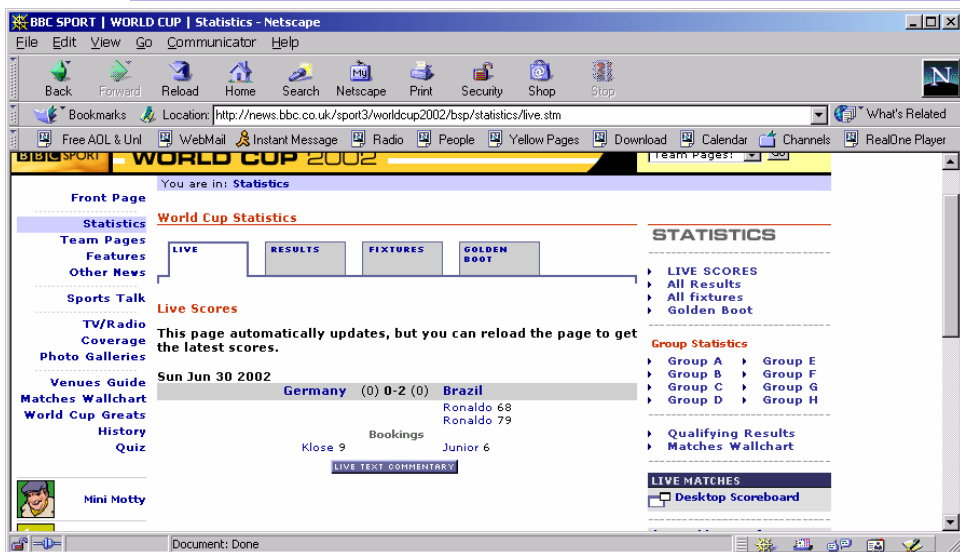 BBC SPORT | WORLD CUP | Statistics - Netscape
File Edit View Go Communicator Help
Back Forward Reload Home Search Netscape Print Security Shop Stop
My
N
Bookmarks Location: http://news.bbc.co.uk/sport3/worldcup2002/bsp/statistics/live.stm What's Related
Free AOL & Unl WebMail Instant Message Radio People Yellow Pages Download Calendar Channels RealOne Player
BBC SPORT WORLD CUP 2002 Team Pages: GO
You are in: Statistics
Front Page
Statistics
Team Pages
Features
Other News
Sports Talk
TV/Radio
Coverage
Photo Galleries
Venues Guide
Matches Wallchart
World Cup Greats
History
Quiz
Mini Motty
World Cup Statistics
LIVE RESULTS FIXTURES GOLDEN
BOOT
Live Scores
This page automatically updates, but you can reload the page to get
the latest scores.
Sun Jun 30 2002
Germany (0) 0-2 (0) Brazil
Ronaldo 68
Ronaldo 79
Bookings
Klose 9 Junior 6
LIVE TEXT COMMENTARY
STATISTICS
LIVE SCORES
All Results
All fixtures
Golden Boot
Group Statistics
Group A Group E
Group B Group F
Group C Group G
Group D Group H
Qualifying Results
Matches Wallchart
LIVE MATCHES
Desktop Scoreboard
Document: Done